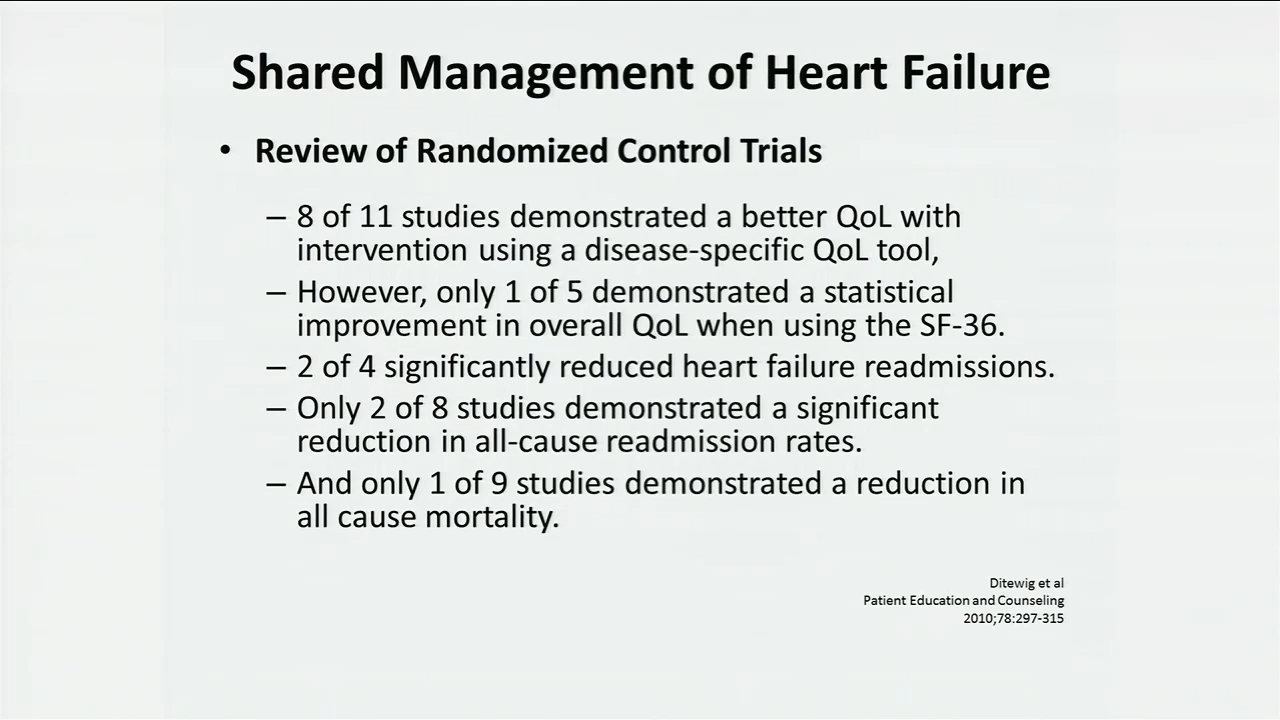 Shared Management of Heart Failure
• Review of Randomized Control Trials
– 8 of 11 studies demonstrated a better QoL with
intervention using a disease-specific QoL tool,
– However, only 1 of 5 demonstrated a statistical
improvement in overall QoL when using the SF-36.
– 2 of 4 significantly reduced heart failure readmissions.
– Only 2 of 8 studies demonstrated a significant
reduction in all-cause readmission rates.
– And only 1 of 9 studies demonstrated a reduction in
all cause mortality.
Ditewig et al
Patient Education and Counseling
2010;78:297-315